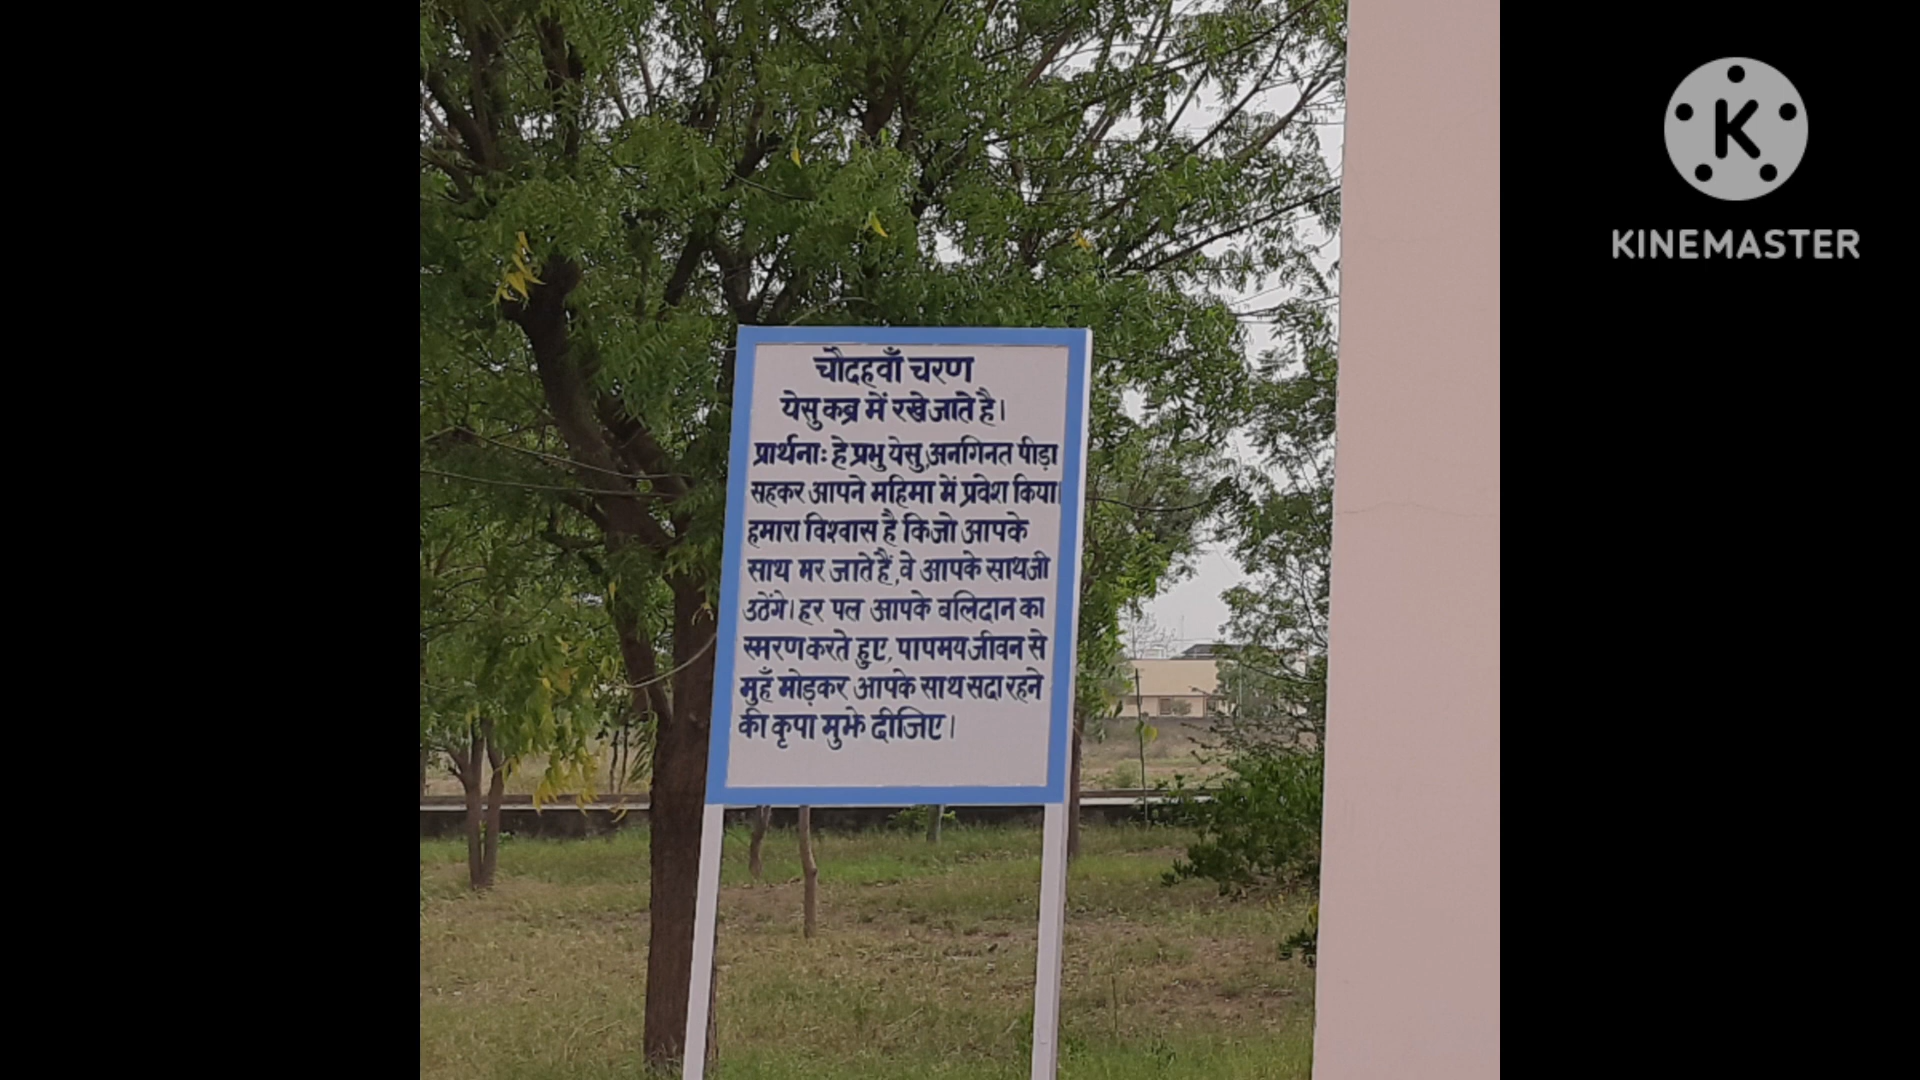 चौदहवाँ चरण
येसु कब्र में रखे जाते है।
प्रार्थनाः हे प्रभु येसु, अनगिनत पीड़ा
सहकर आपने महिमा में प्रवेश किया।
हमारा विश्वास है कि जो आपके
साथ मर जाते हैं, वे आपके साथ जी
उठेंगे। हर पल आपके बलिदान का
स्मरण करते हुए, पापमय जीवन से
मुहँ मोड़कर आपके साथ सदा रहने
की कृपा मुझे दीजिए।
K
KINEMASTER